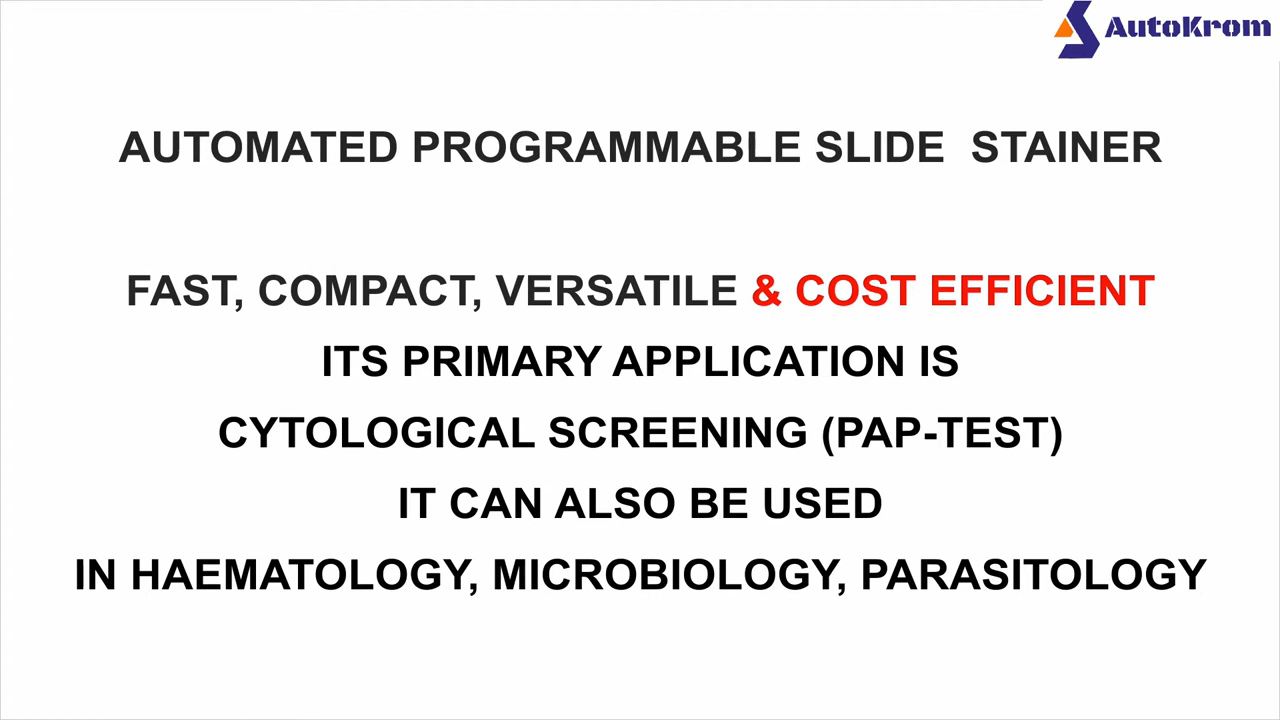 AutoKrom
AUTOMATED PROGRAMMABLE SLIDE STAINER
FAST, COMPACT, VERSATILE & COST EFFICIENT
ITS PRIMARY APPLICATION IS
CYTOLOGICAL SCREENING (PAP-TEST)
IT CAN ALSO BE USED
IN HAEMATOLOGY, MICROBIOLOGY, PARASITOLOGY